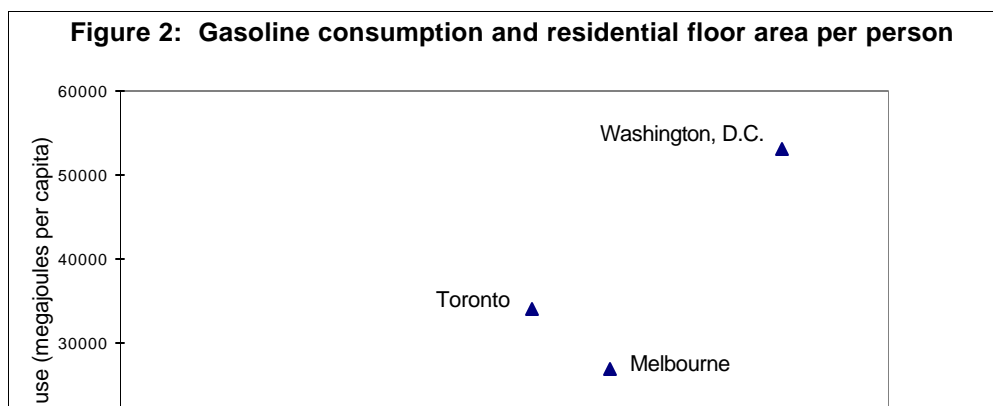 Figure 2: Gasoline consumption and residential floor area per person
60000
Washington, D.C.
50000
40000
Toronto
30000
Melbourne
use (megajoules per capita)